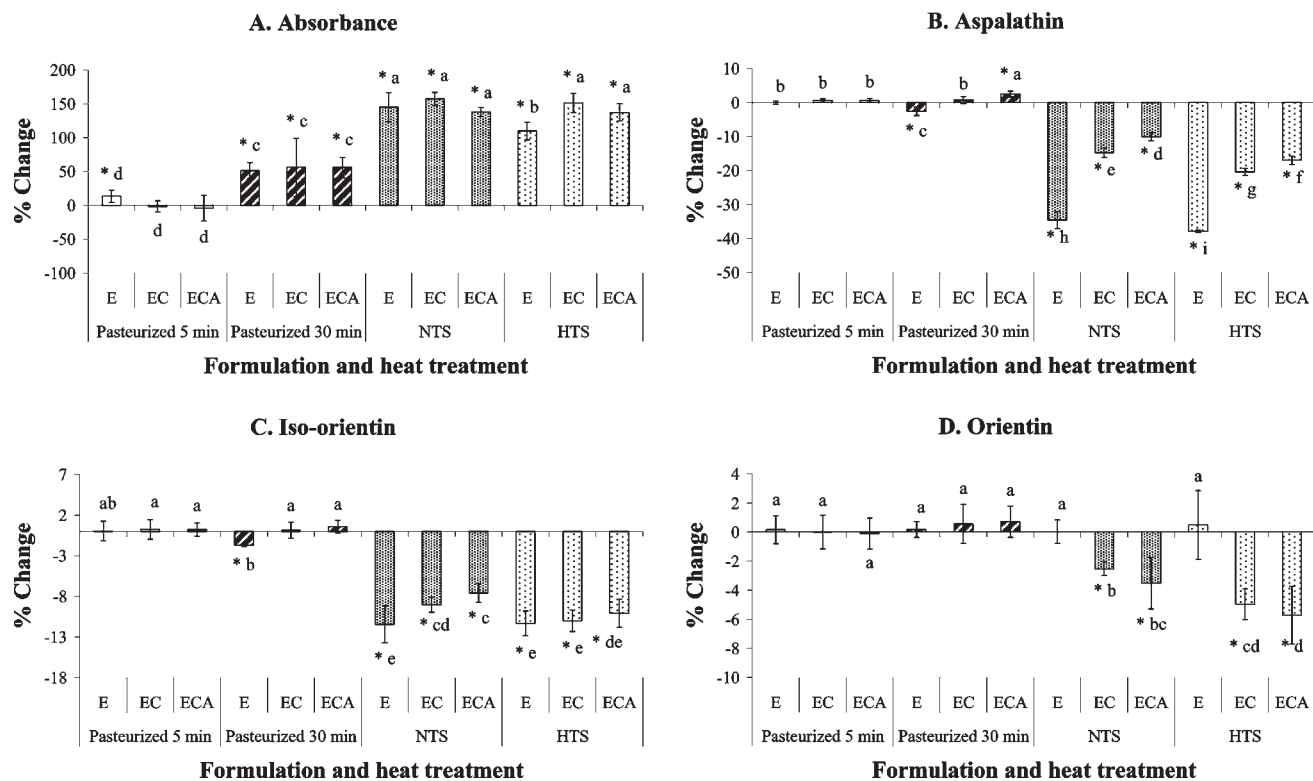 A. Absorbance
% Change
200
150
100
50
0
-50
-100
* d
d
d
* c
* c
* c
* a
* a
* a
* b
* a
* a
E EC ECA E EC ECA E EC ECA E EC ECA
Pasteurized 5 min Pasteurized 30 min NTS HTS
Formulation and heat treatment
B. Aspalathin
% Change
10
0
-10
-20
-30
-40
-50
b
b
b
* c
b
* a
* h
* e
* d
* i
* g
* f
E EC ECA E EC ECA E EC ECA E EC ECA
Pasteurized 5 min Pasteurized 30 min NTS HTS
Formulation and heat treatment
C. Iso-orientin
% Change
7
2
-3
-8
-13
-18
ab
a
a
* b
a
a
* e
* cd
* c
* e
* e
* de
E EC ECA E EC ECA E EC ECA E EC ECA
Pasteurized 5 min Pasteurized 30 min NTS HTS
Formulation and heat treatment
D. Orientin
% Change
4
2
0
-2
-4
-6
-8
-10
a
a
a
a
a
a
a
* b
* bc
a
* cd
* d
E EC ECA E EC ECA E EC ECA E EC ECA
Pasteurized 5 min Pasteurized 30 min NTS HTS
Formulation and heat treatment